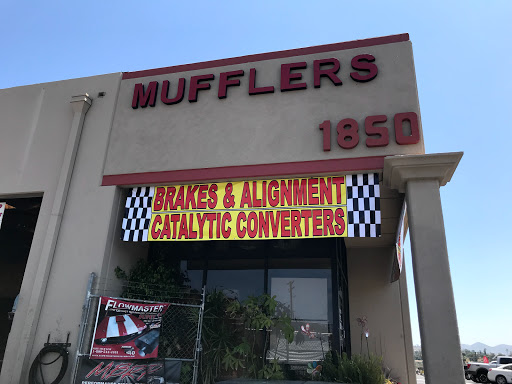 MUFFLERS
1850
BRAKES & ALIGNMENT
CATALYTIC CONVERTERS
FLOWMASTER